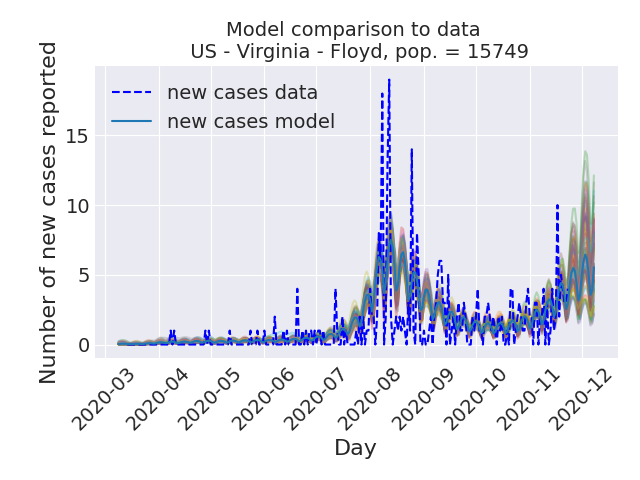 Model comparison to data
US - Virginia - Floyd, pop. = 15749
Number of new cases reported
new cases data
new cases model
15
10
5
0
2020-03
2020-04
2020-05
2020-06
2020-07
2020-08
2020-09
2020-10
2020-11
2020-12
Day